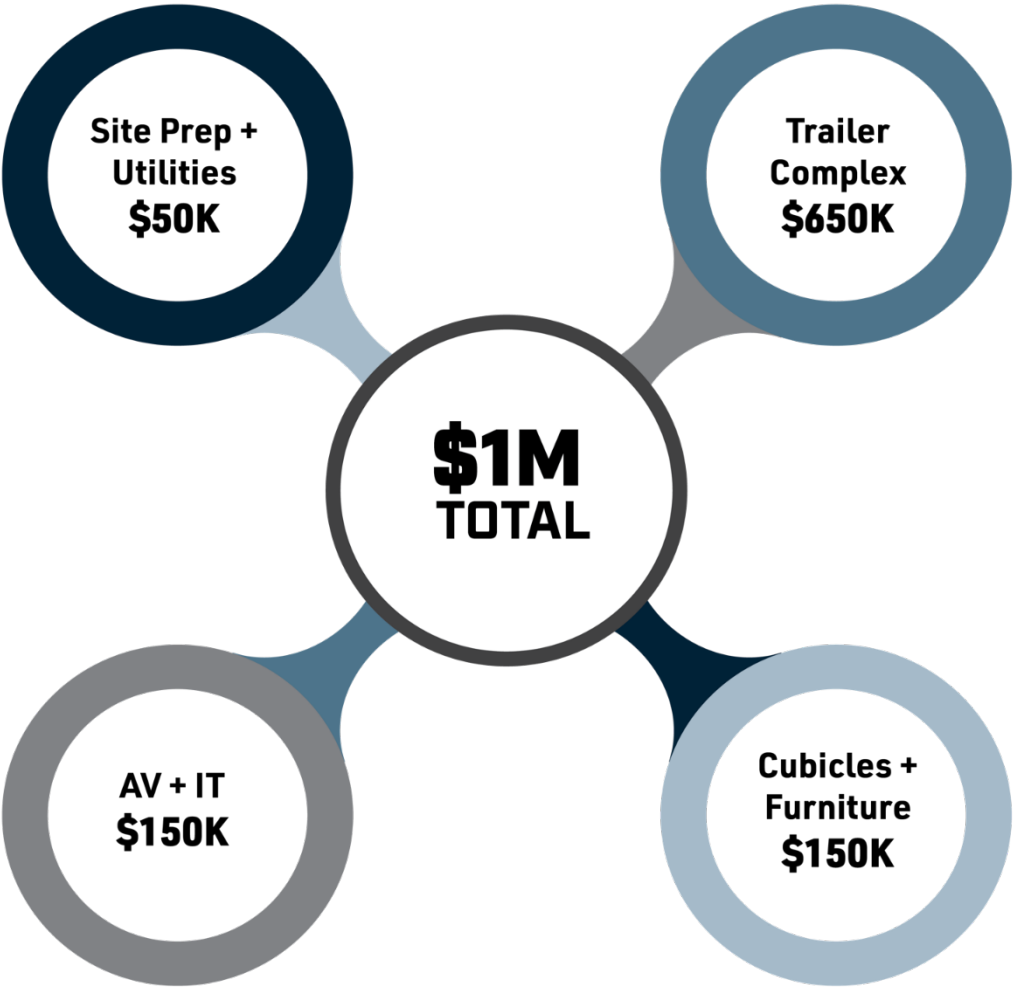 Site Prep +
Utilities
$50K
Trailer
Complex
$650K
$1M
TOTAL
AV + IT
$150K
Cubicles +
Furniture
$150K